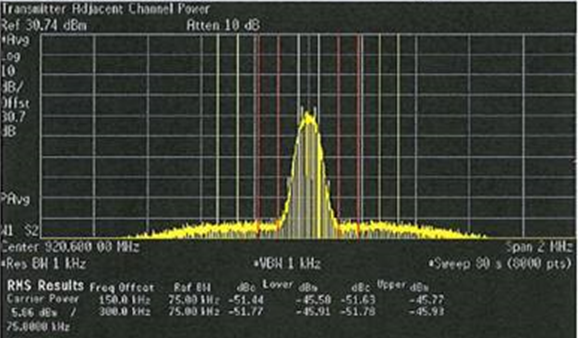 Transmitter Adjacent Channel Power
Ref 30.74 dBm Atten 10 dB
#Avg
Log
10
dB/
Offst
30.7
dB
PAvg
W1 S2
Center 920.600 00 MHz Span 2 MHz
#Res BW 1 kHz #VBW 1 kHz #Sweep 80 s (8000 pts)
RMS Results Freq Offset Ref BW dBc Lower dBm dBc Upper dBm
Carrier Power 150.0 kHz 75.00 kHz -51.44 -45.58 -51.63 -45.77
5.86 dBm / 300.0 kHz 75.00 kHz -51.77 -45.91 -51.78 -45.93
75.0000 kHz